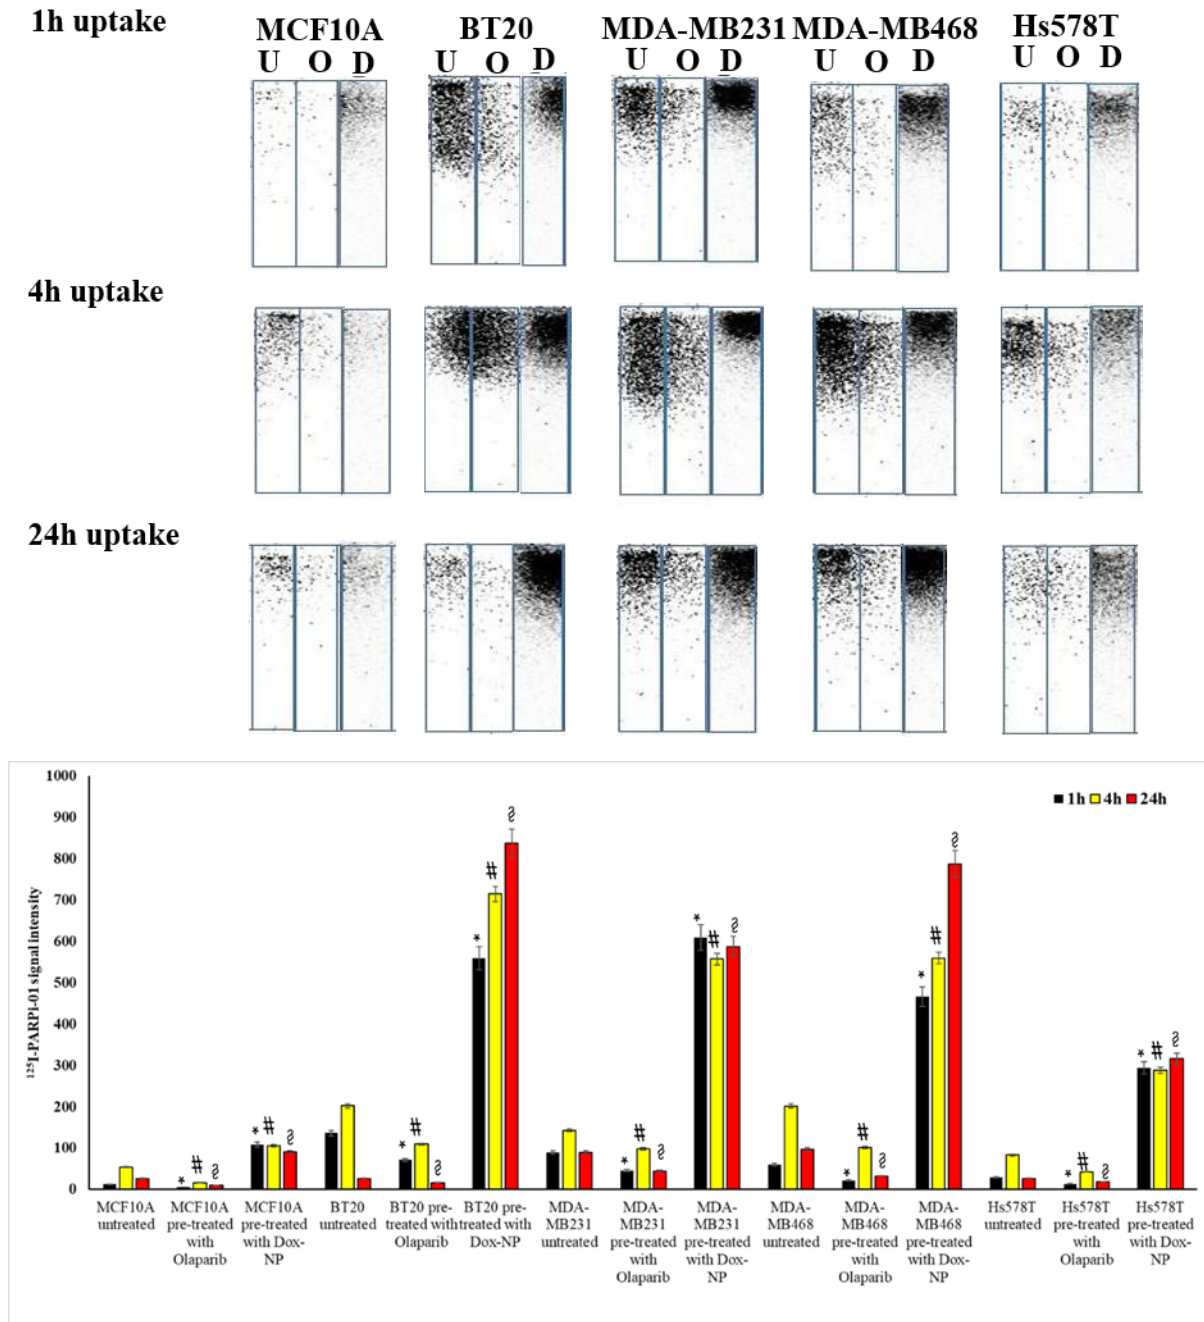 1h uptake
MCF10A BT20 MDA-MB231 MDA-MB468 Hs578T
U O D U O D U O D U O D U O D
4h uptake
24h uptake
1000
900
800
700
600
500
400
300
200
100
0
¹²⁵I-PARPi-01 signal intensity
1h 4h 24h
* # ⸹ * # ⸹ * # ⸹ * # ⸹ * # ⸹ * # ⸹ * # ⸹ * # ⸹ * # ⸹ * # ⸹
MCF10A
untreated
MCF10A
pre-treated
with
Olaparib
MCF10A
pre-treated
with Dox-
NP
BT20
untreated
BT20 pre-
treated with
Olaparib
BT20 pre-
treated with
Dox-NP
MDA-
MB231
untreated
MDA-
MB231
pre-treated
with
Olaparib
MDA-
MB231
pre-treated
with Dox-
NP
MDA-
MB468
untreated
MDA-
MB468
pre-treated
with
Olaparib
MDA-
MB468
pre-treated
with Dox-
NP
Hs578T
untreated
Hs578T
pre-treated
with
Olaparib
Hs578T
pre-treated
with Dox-
NP